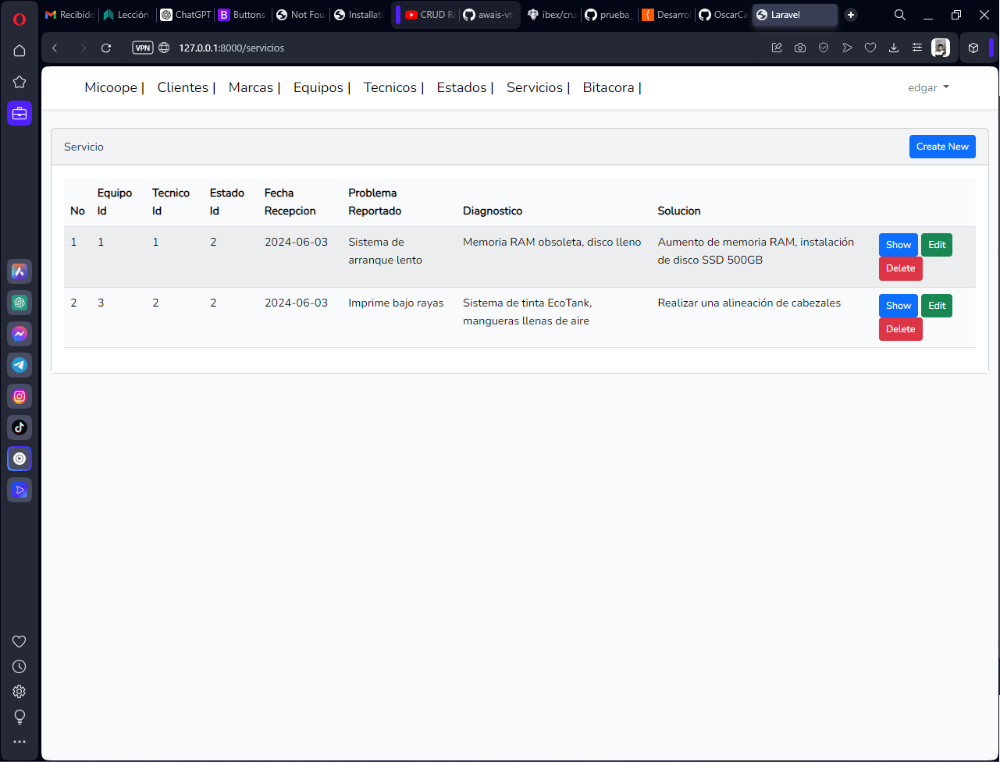 Recibido
Lección
ChatGPT
Buttons
Not Fou
Installati
CRUD RA
awais-vt
ibex/cru
prueba_
Desarrol
OscarCa
Laravel
VPN
127.0.0.1:8000/servicios
Micoope | Clientes | Marcas | Equipos | Tecnicos | Estados | Servicios | Bitacora |
edgar
Servicio
Create New
No
Equipo
Id
Tecnico
Id
Estado
Id
Fecha
Recepcion
Problema
Reportado
Diagnostico
Solucion
1
1
1
2
2024-06-03
Sistema de
arranque lento
Memoria RAM obsoleta, disco lleno
Aumento de memoria RAM, instalación
de disco SSD 500GB
Show
Edit
Delete
2
3
2
2
2024-06-03
Imprime bajo rayas
Sistema de tinta EcoTank,
mangueras llenas de aire
Realizar una alineación de cabezales
Show
Edit
Delete